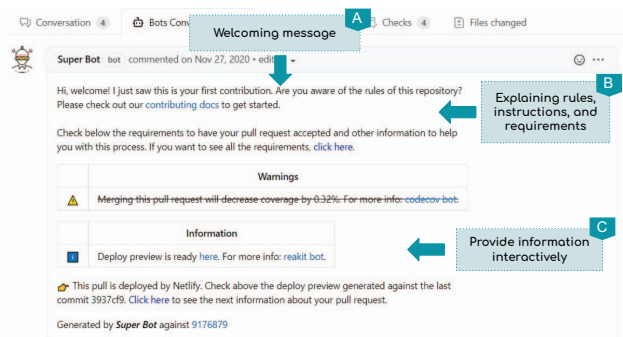 Conversation 4
Bots Conv
Checks 4
Files changed
A
Welcoming message
Super Bot bot commented on Nov 27, 2020 • edit
Hi, welcome! I just saw this is your first contribution. Are you aware of the rules of this repository?
Please check out our contributing docs to get started.
B
Explaining rules,
instructions, and
requirements
Check below the requirements to have your pull request accepted and other information to help
you with this process. If you want to see all the requirements, click here.
Warnings
Merging this pull request will decrease coverage by 0.32%. For more info: codecov bot.
Information
Deploy preview is ready here. For more info: reakit bot.
C
Provide information
interactively
This pull is deployed by Netlify. Check above the deploy preview generated against the last
commit 3937cf9. Click here to see the next information about your pull request.
Generated by Super Bot against 9176879